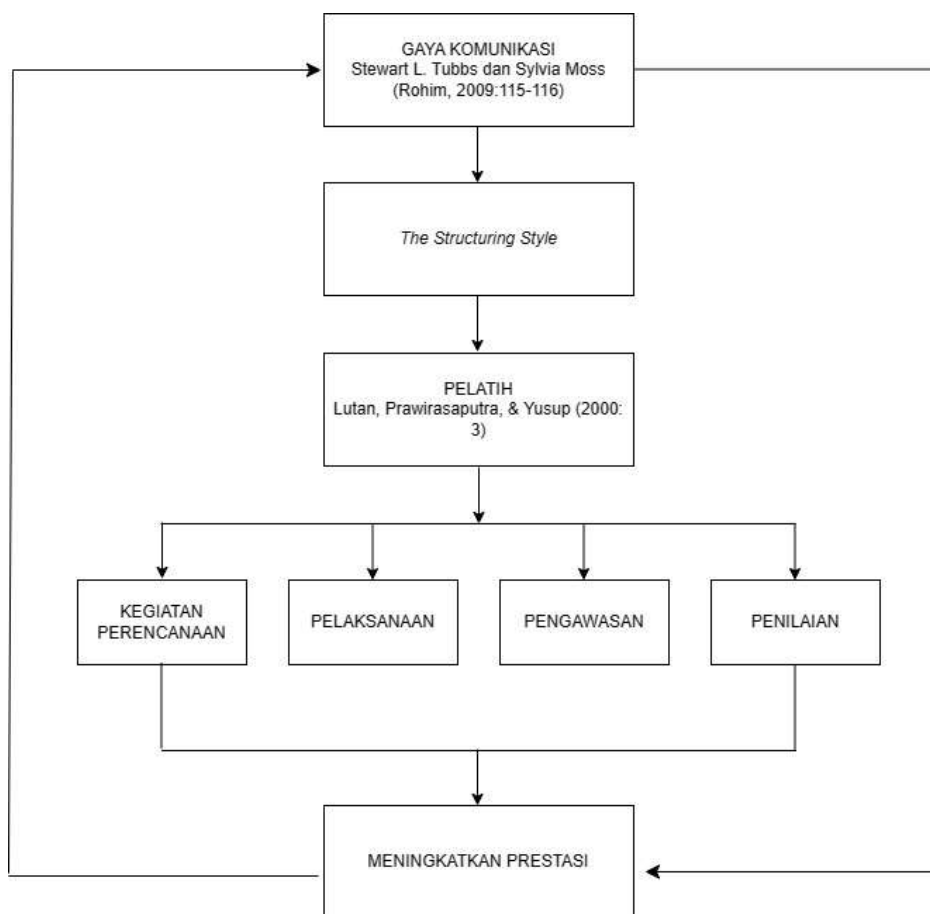 GAYA KOMUNIKASI
Stewart L. Tubbs dan Sylvia Moss
(Rohim, 2009:115-116)
The Structuring Style
PELATIH
Lutan, Prawirasaputra, & Yusup (2000:
3)
KEGIATAN
PERENCANAAN
PELAKSANAAN
PENGAWASAN
PENILAIAN
MENINGKATKAN PRESTASI